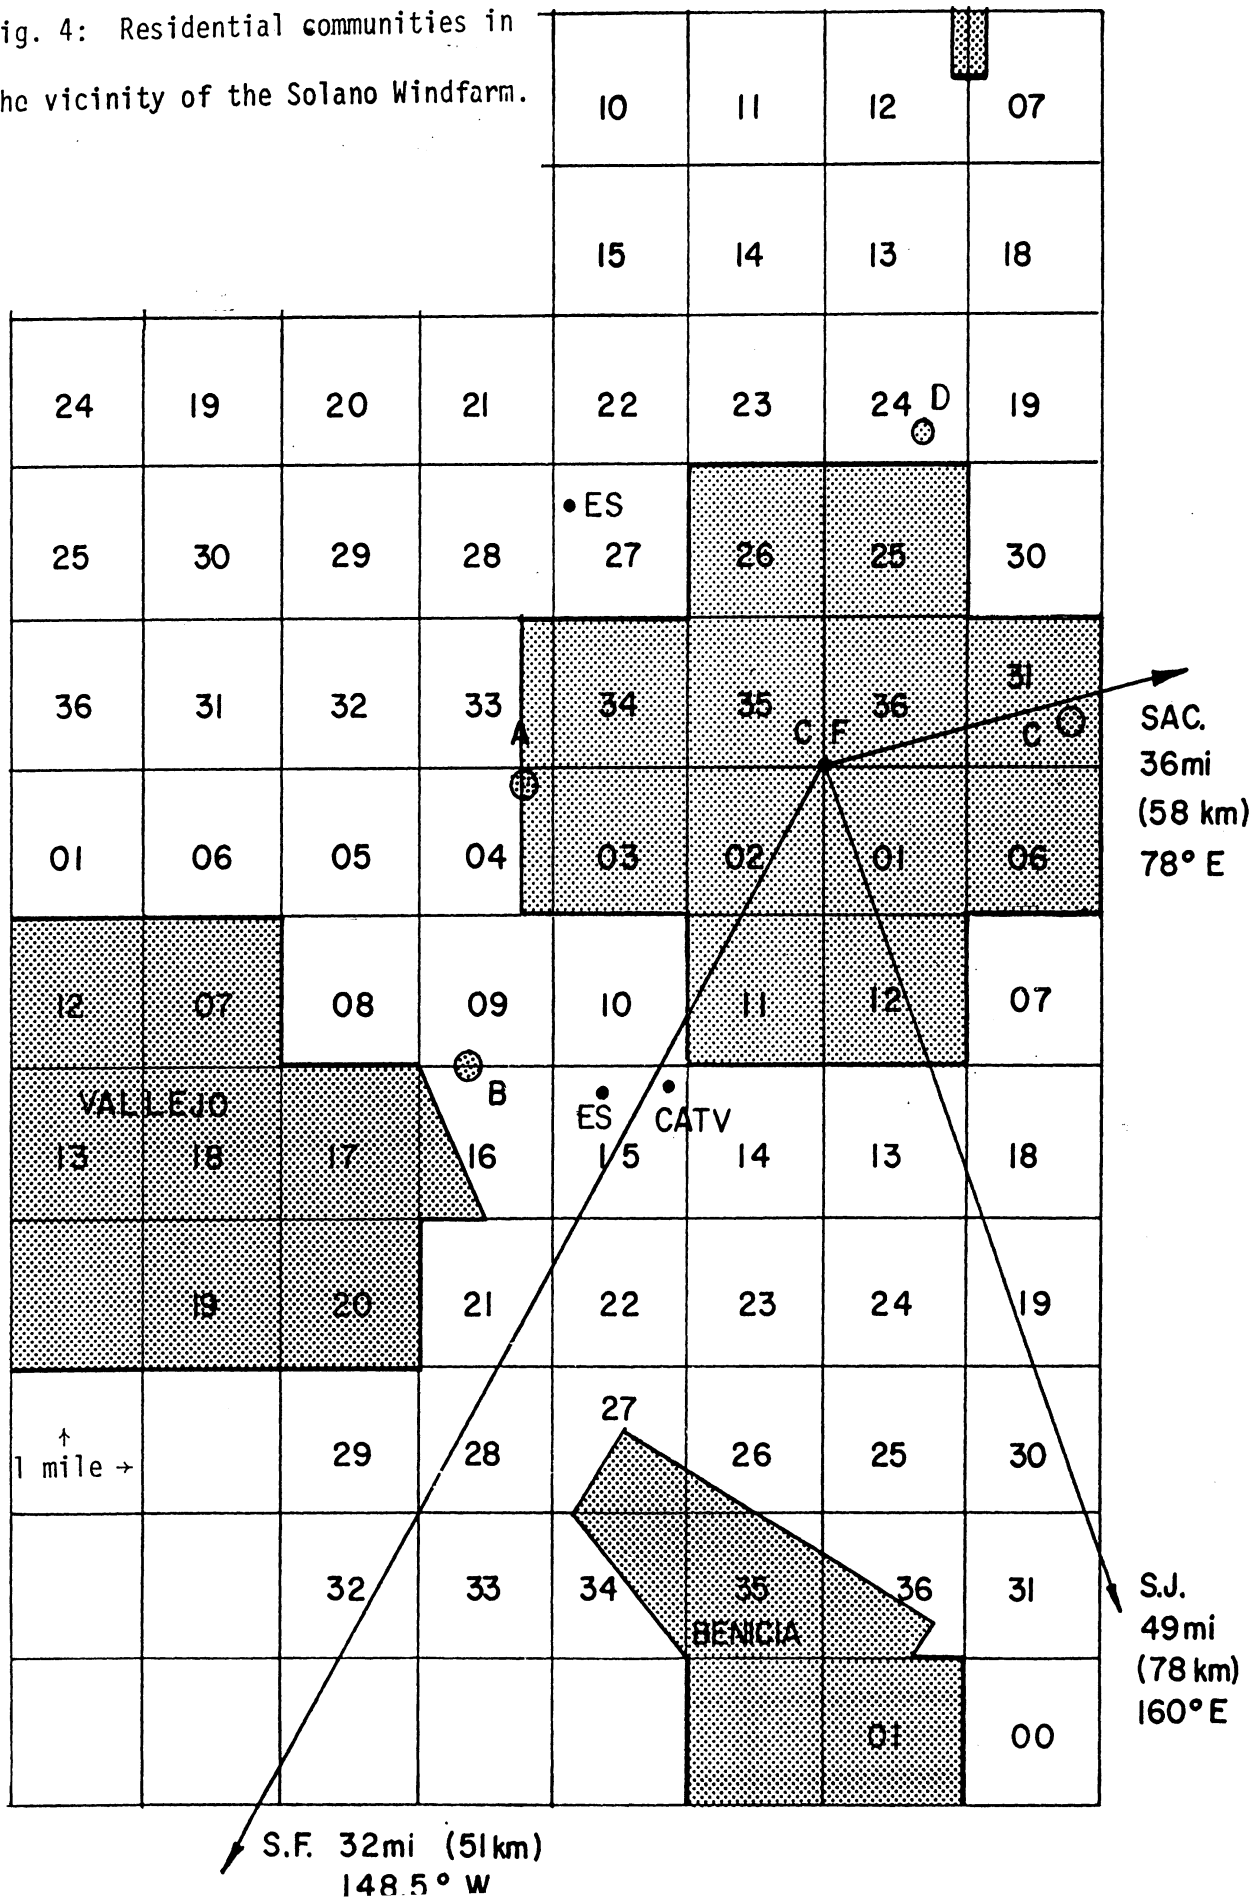 ig. 4: Residential communities in
he vicinity of the Solano Windfarm.
10 11 12 07
15 14 13 18
24 19 20 21 22 23 24 D 19
ES
25 30 29 28 27 26 25 30
31
36 31 32 33 34 35 36
A C F C
SAC.
36mi
(58 km)
78° E
01 06 05 04 03 02 01 06
12 07 08 09 10 11 12 07
B
VALLEJO ES CATV
13 18 17 16 15 14 13 18
19 20 21 22 23 24 19
27
↑
1 mile → 29 28 26 25 30
32 33 34 35 36 31
BENICIA
S.J.
49mi
(78km)
160° E
01 00
S.F. 32mi (51km)
148.5° W